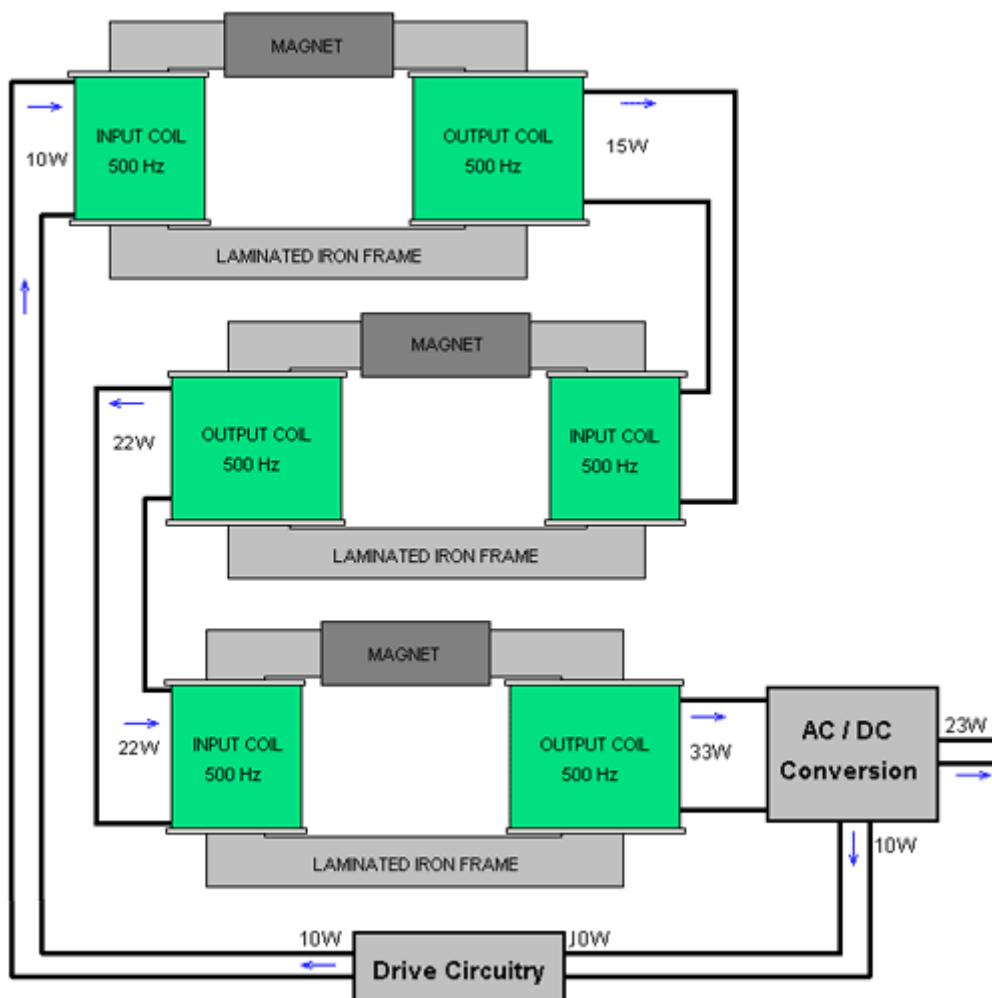 MAGNET
INPUT COIL
500 Hz
OUTPUT COIL
500 Hz
10W
15W
LAMINATED IRON FRAME
MAGNET
OUTPUT COIL
500 Hz
INPUT COIL
500 Hz
22W
LAMINATED IRON FRAME
MAGNET
INPUT COIL
500 Hz
OUTPUT COIL
500 Hz
22W
33W
AC / DC
Conversion
23W
LAMINATED IRON FRAME
10W
10W
10W
Drive Circuitry